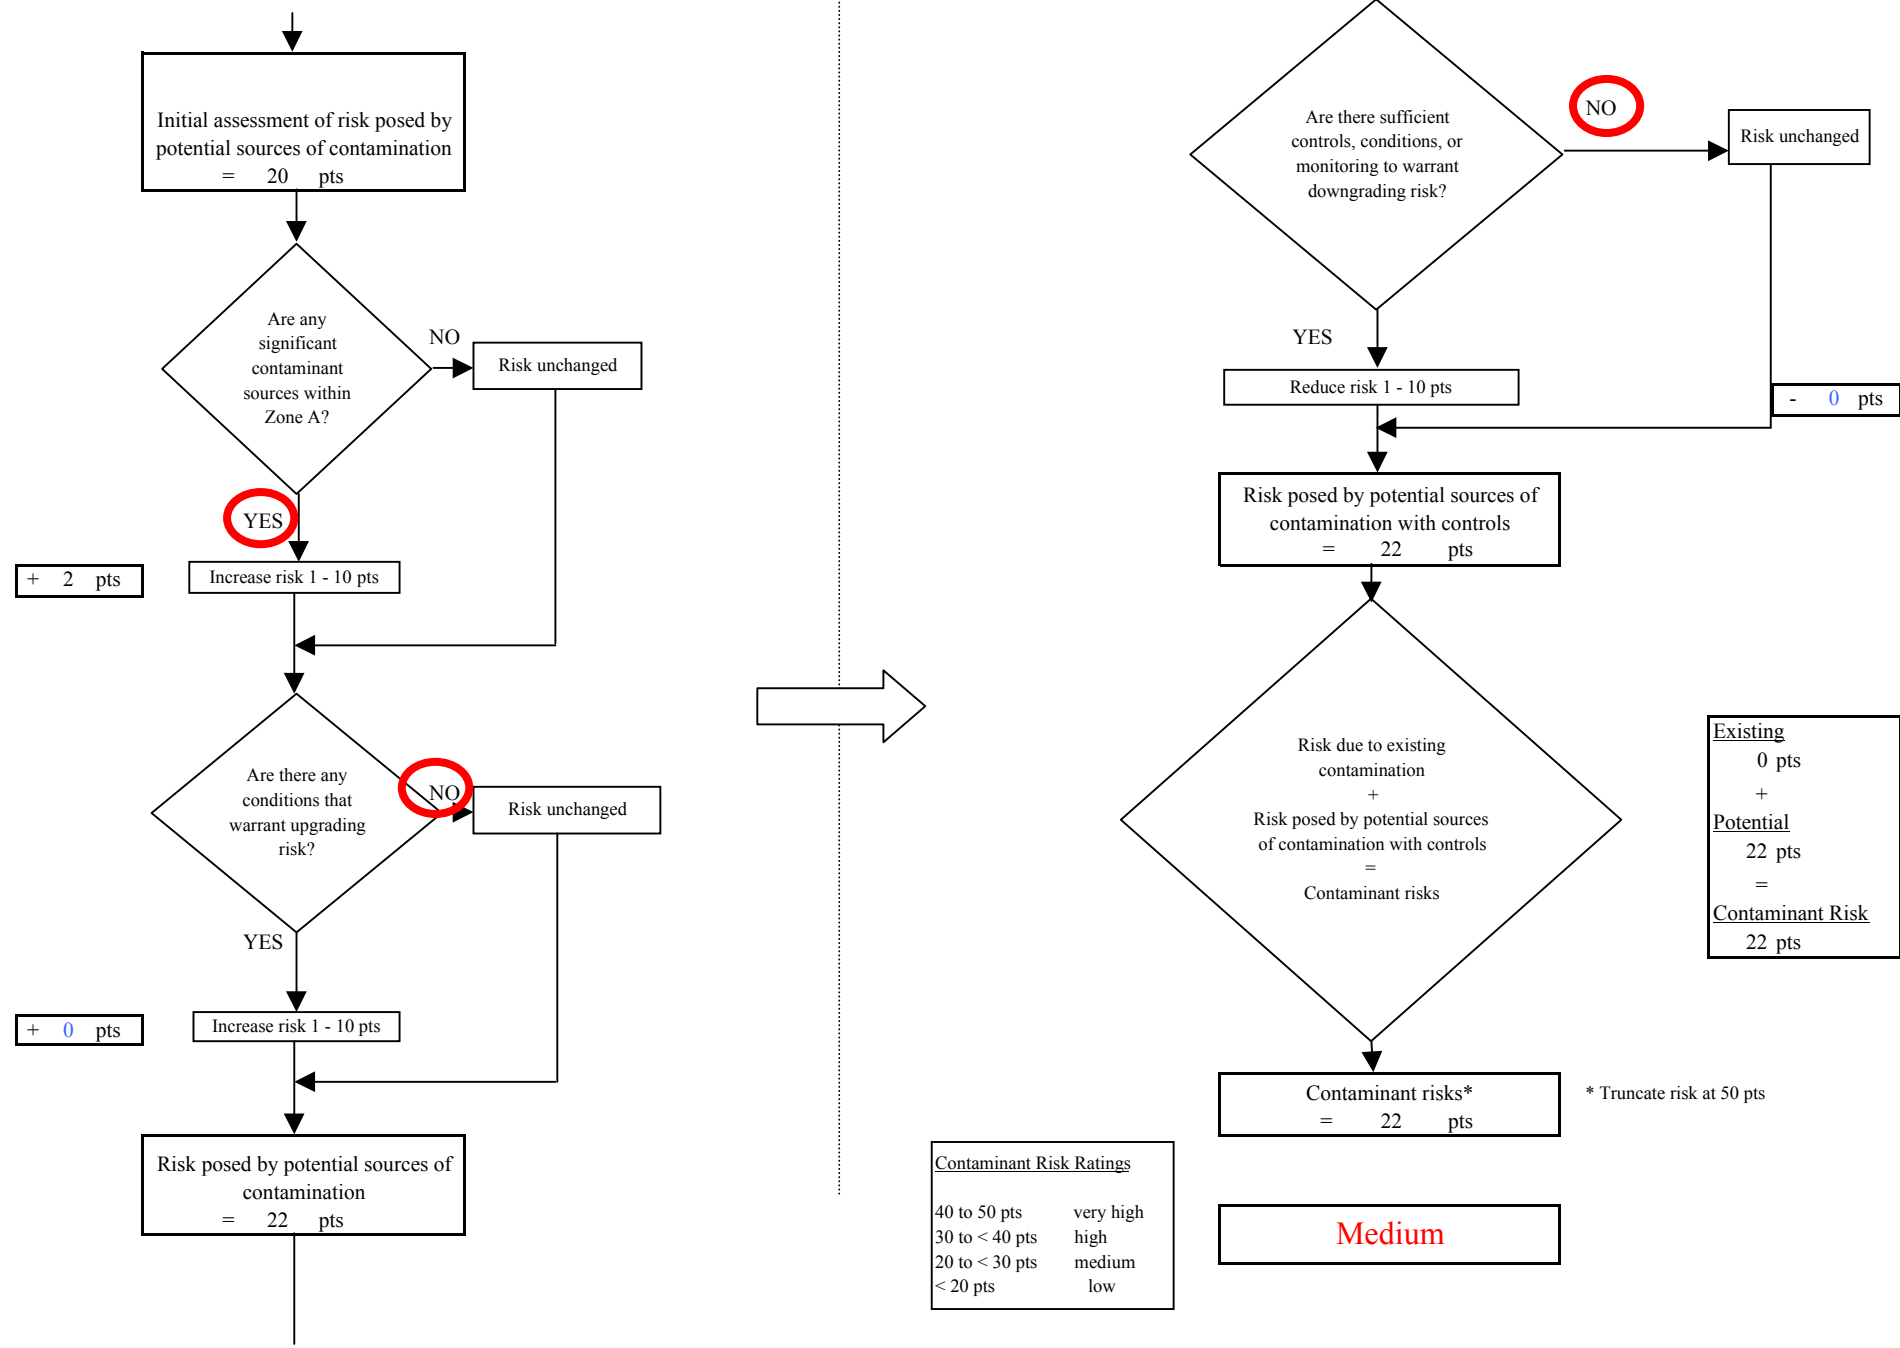 Initial assessment of risk posed by
potential sources of contamination
= 20 pts
Are any
significant
contaminant
sources within
Zone A?
NO
Risk unchanged
YES
+ 2 pts
Increase risk 1 - 10 pts
Are there any
conditions that
warrant upgrading
risk?
NO
Risk unchanged
YES
+ 0 pts
Increase risk 1 - 10 pts
Risk posed by potential sources of
contamination
= 22 pts
Are there sufficient
controls, conditions, or
monitoring to warrant
downgrading risk?
NO
Risk unchanged
YES
Reduce risk 1 - 10 pts
- 0 pts
Risk posed by potential sources of
contamination with controls
= 22 pts
Risk due to existing
contamination
+
Risk posed by potential sources
of contamination with controls
=
Contaminant risks
Existing
0 pts
+
Potential
22 pts
=
Contaminant Risk
22 pts
Contaminant risks*
= 22 pts
* Truncate risk at 50 pts
Contaminant Risk Ratings
40 to 50 pts very high
30 to < 40 pts high
20 to < 30 pts medium
< 20 pts low
Medium